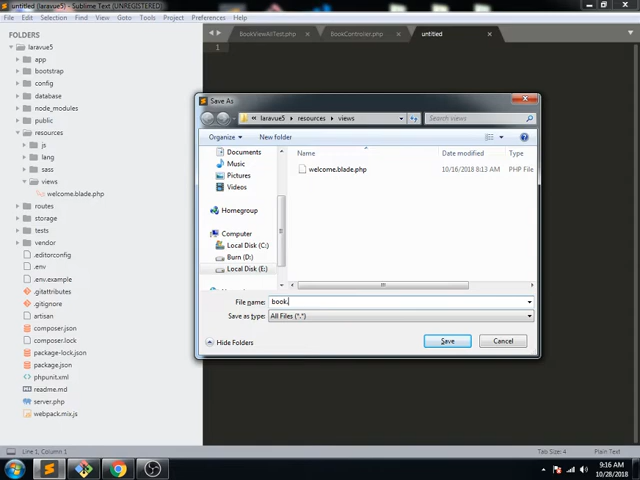 untitled (laravue5) - Sublime Text (UNREGISTERED)
File Edit Selection Find View Goto Tools Project Preferences Help
FOLDERS
laravue5
app
bootstrap
config
database
node_modules
public
resources
js
lang
sass
views
welcome.blade.php
routes
storage
tests
vendor
.editorconfig
.env
.env.example
.gitattributes
.gitignore
artisan
composer.json
package-lock.json
package.json
phpunit.xml
readme.md
server.php
webpack.mix.js
BookViewAllTest.php
BookController.php
untitled
1
Save As
« laravue5 resources views
Search views
Organize
New folder
Documents
Music
Pictures
Videos
Homegroup
Computer
Local Disk (C:)
Burn (D:)
Local Disk (E:)
Name Date modified Type
welcome.blade.php 10/16/2018 8:13 AM PHP File
File name: book.
Save as type: All Files (*.*)
Hide Folders
Save
Cancel
Line 1, Column 1
Tab Size: 4
Plain Text
9:16 AM
10/28/2018